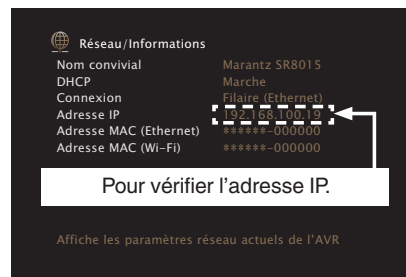 Réseau/Informations
Nom convivial Marantz SR8015
DHCP Marche
Connexion Filaire (Ethernet)
Adresse IP 192.168.100.19
Adresse MAC (Ethernet) ******-000000
Adresse MAC (Wi-Fi) ******-000000
Pour vérifier l'adresse IP.
Affiche les paramètres réseau actuels de l'AVR